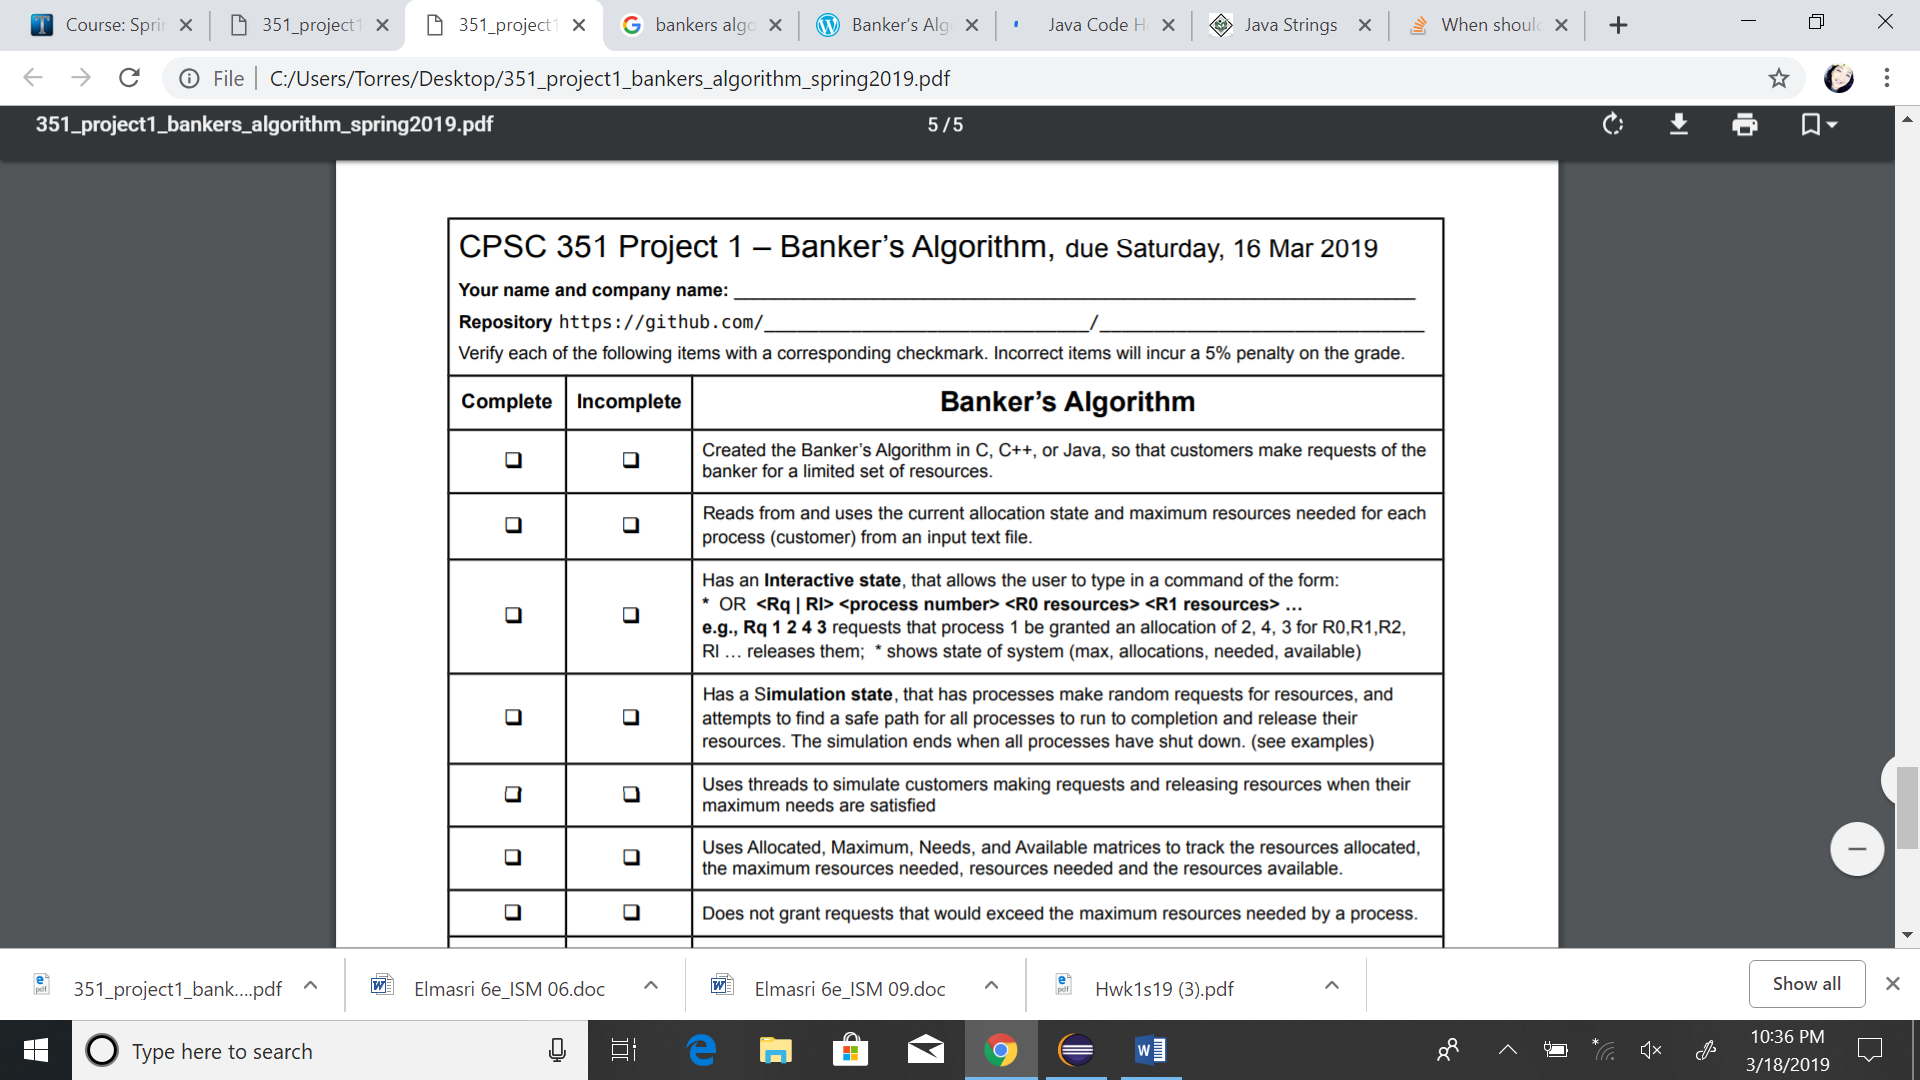 Course: Sprin
351_project1
351_project1
bankers algo
Banker's Alg
Java Code H
Java Strings
When shoul
File
C:/Users/Torres/Desktop/351_project1_bankers_algorithm_spring2019.pdf
351_project1_bankers_algorithm_spring2019.pdf
5 / 5
CPSC 351 Project 1 – Banker's Algorithm, due Saturday, 16 Mar 2019
Your name and company name: ____________________
Repository https://github.com/____________________/____________________
Verify each of the following items with a corresponding checkmark. Incorrect items will incur a 5% penalty on the grade.
Complete
Incomplete
Banker's Algorithm
Created the Banker's Algorithm in C, C++, or Java, so that customers make requests of the
banker for a limited set of resources.
Reads from and uses the current allocation state and maximum resources needed for each
process (customer) from an input text file.
Has an Interactive state, that allows the user to type in a command of the form:
* OR <Rq | Rl> <process number> <R0 resources> <R1 resources> …
e.g., Rq 1 2 4 3 requests that process 1 be granted an allocation of 2, 4, 3 for R0,R1,R2,
Rl … releases them; * shows state of system (max, allocations, needed, available)
Has a Simulation state, that has processes make random requests for resources, and
attempts to find a safe path for all processes to run to completion and release their
resources. The simulation ends when all processes have shut down. (see examples)
Uses threads to simulate customers making requests and releasing resources when their
maximum needs are satisfied
Uses Allocated, Maximum, Needs, and Available matrices to track the resources allocated,
the maximum resources needed, resources needed and the resources available.
Does not grant requests that would exceed the maximum resources needed by a process.
351_project1_bank....pdf
Elmasri 6e_ISM 06.doc
Elmasri 6e_ISM 09.doc
Hwk1s19 (3).pdf
Show all
Type here to search
10:36 PM
3/18/2019